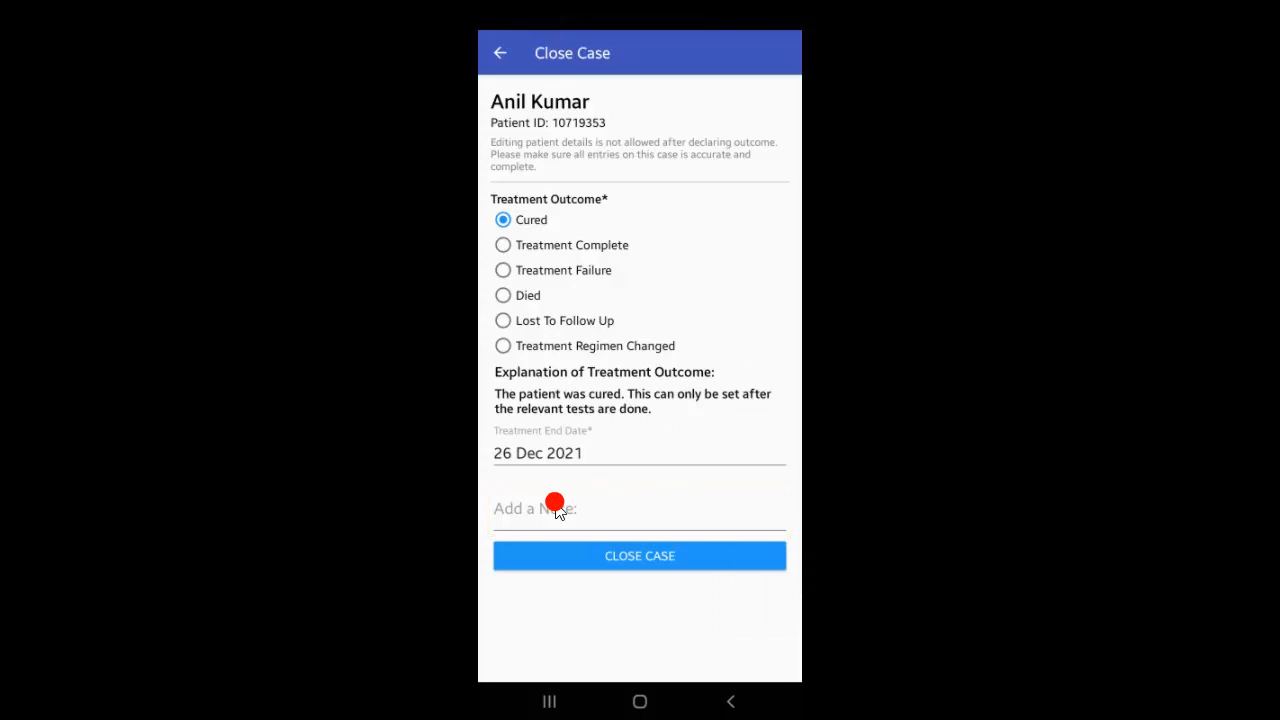 Close Case
Anil Kumar
Patient ID: 10719353
Editing patient details is not allowed after declaring outcome.
Please make sure all entries on this case is accurate and
complete.
Treatment Outcome*
Cured
Treatment Complete
Treatment Failure
Died
Lost To Follow Up
Treatment Regimen Changed
Explanation of Treatment Outcome:
The patient was cured. This can only be set after
the relevant tests are done.
Treatment End Date*
26 Dec 2021
Add a Note:
CLOSE CASE